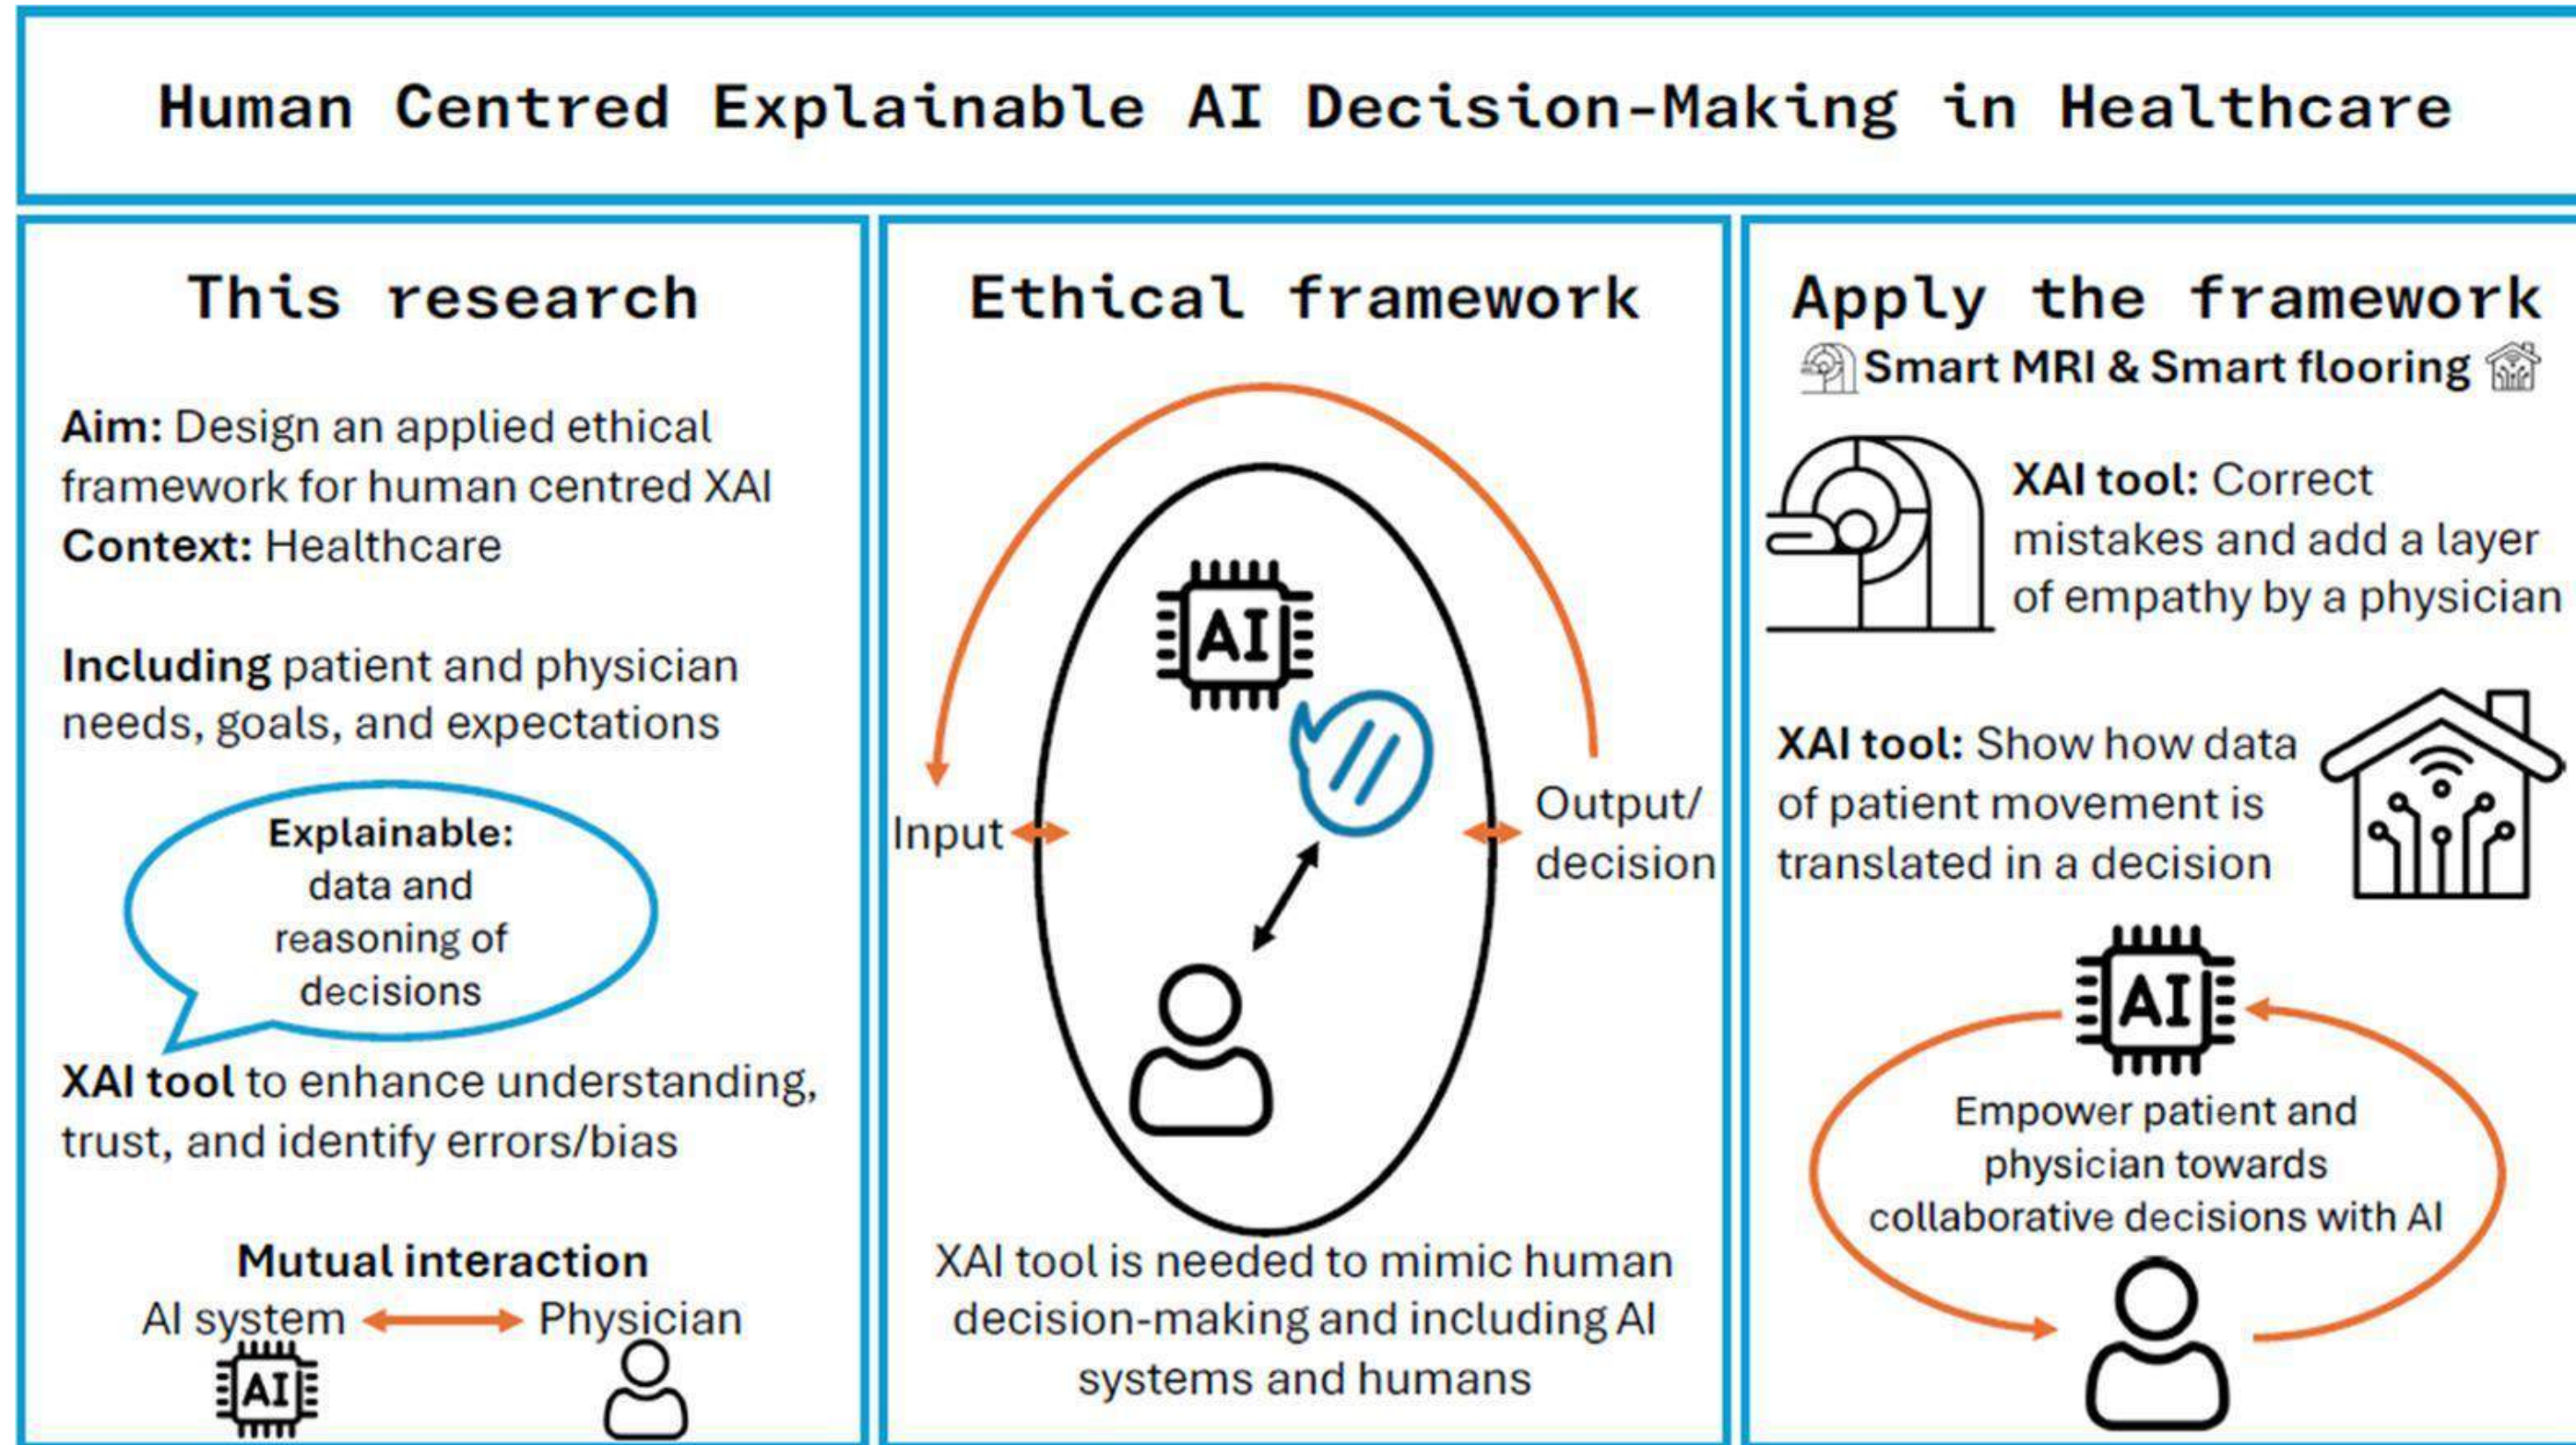 Human Centred Explainable AI Decision-Making in Healthcare
This research
Aim: Design an applied ethical
framework for human centred XAI
Context: Healthcare
Including patient and physician
needs, goals, and expectations
Explainable:
data and
reasoning of
decisions
XAI tool to enhance understanding,
trust, and identify errors/bias
Mutual interaction
AI system
Physician
AI
Ethical framework
AI
Input
Output/
decision
XAI tool is needed to mimic human
decision-making and including AI
systems and humans
Apply the framework
Smart MRI & Smart flooring
XAI tool: Correct
mistakes and add a layer
of empathy by a physician
XAI tool: Show how data
of patient movement is
translated in a decision
AI
Empower patient and
physician towards
collaborative decisions with AI